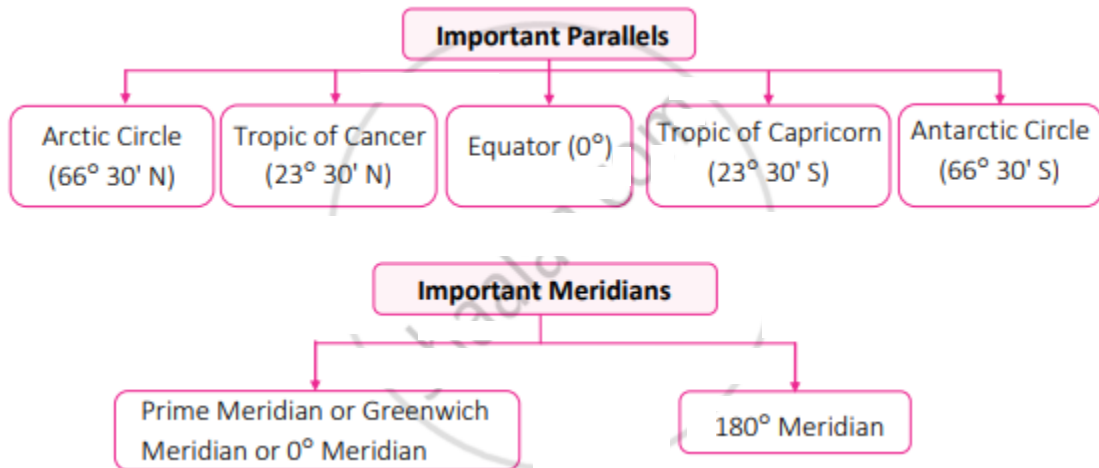 Important Parallels
Arctic Circle
(66° 30' N)
Tropic of Cancer
(23° 30' N)
Equator (0°)
Tropic of Capricorn
(23° 30' S)
Antarctic Circle
(66° 30' S)
Important Meridians
Prime Meridian or Greenwich
Meridian or 0° Meridian
180° Meridian